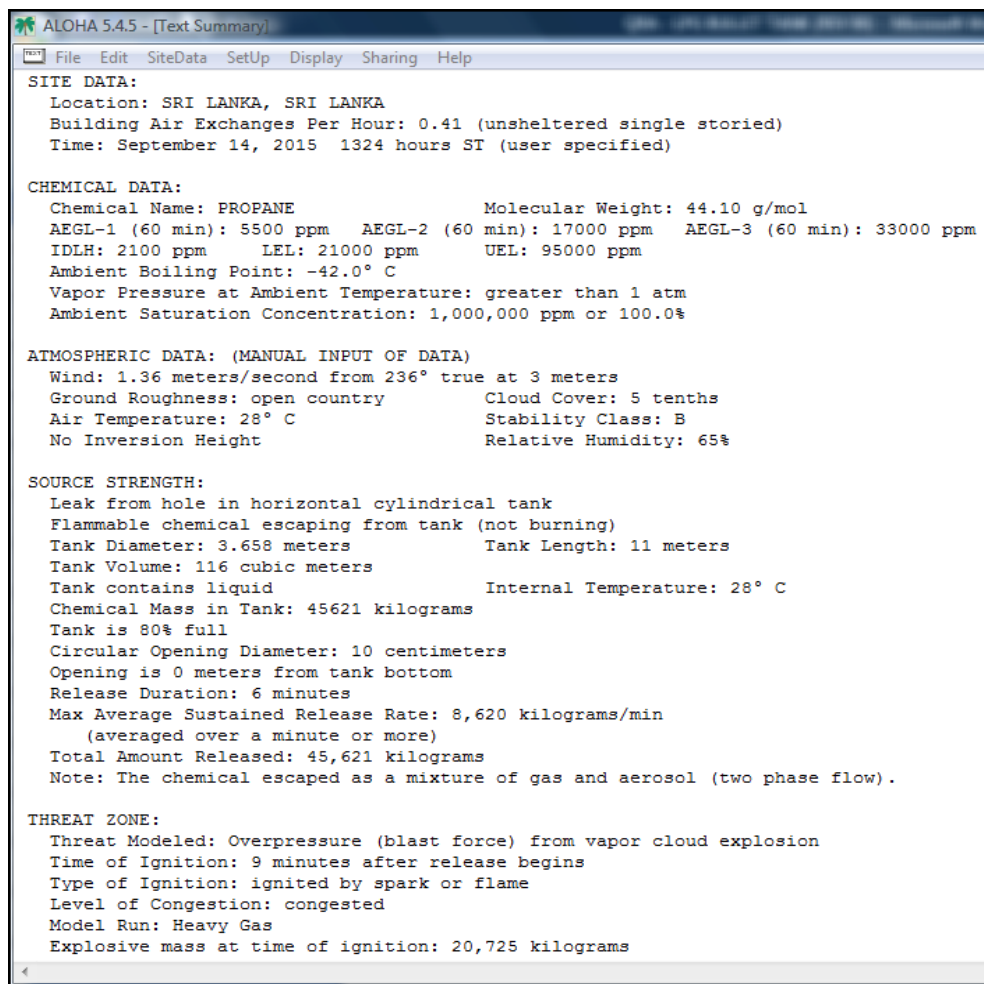 ALOHA 5.4.5 - [Text Summary]
File Edit SiteData SetUp Display Sharing Help
SITE DATA:
Location: SRI LANKA, SRI LANKA
Building Air Exchanges Per Hour: 0.41 (unsheltered single storied)
Time: September 14, 2015 1324 hours ST (user specified)
CHEMICAL DATA:
Chemical Name: PROPANE Molecular Weight: 44.10 g/mol
AEGL-1 (60 min): 5500 ppm AEGL-2 (60 min): 17000 ppm AEGL-3 (60 min): 33000 ppm
IDLH: 2100 ppm LEL: 21000 ppm UEL: 95000 ppm
Ambient Boiling Point: -42.0° C
Vapor Pressure at Ambient Temperature: greater than 1 atm
Ambient Saturation Concentration: 1,000,000 ppm or 100.0%
ATMOSPHERIC DATA: (MANUAL INPUT OF DATA)
Wind: 1.36 meters/second from 236° true at 3 meters
Ground Roughness: open country Cloud Cover: 5 tenths
Air Temperature: 28° C Stability Class: B
No Inversion Height Relative Humidity: 65%
SOURCE STRENGTH:
Leak from hole in horizontal cylindrical tank
Flammable chemical escaping from tank (not burning)
Tank Diameter: 3.658 meters Tank Length: 11 meters
Tank Volume: 116 cubic meters
Tank contains liquid Internal Temperature: 28° C
Chemical Mass in Tank: 45621 kilograms
Tank is 80% full
Circular Opening Diameter: 10 centimeters
Opening is 0 meters from tank bottom
Release Duration: 6 minutes
Max Average Sustained Release Rate: 8,620 kilograms/min
(averaged over a minute or more)
Total Amount Released: 45,621 kilograms
Note: The chemical escaped as a mixture of gas and aerosol (two phase flow).
THREAT ZONE:
Threat Modeled: Overpressure (blast force) from vapor cloud explosion
Time of Ignition: 9 minutes after release begins
Type of Ignition: ignited by spark or flame
Level of Congestion: congested
Model Run: Heavy Gas
Explosive mass at time of ignition: 20,725 kilograms